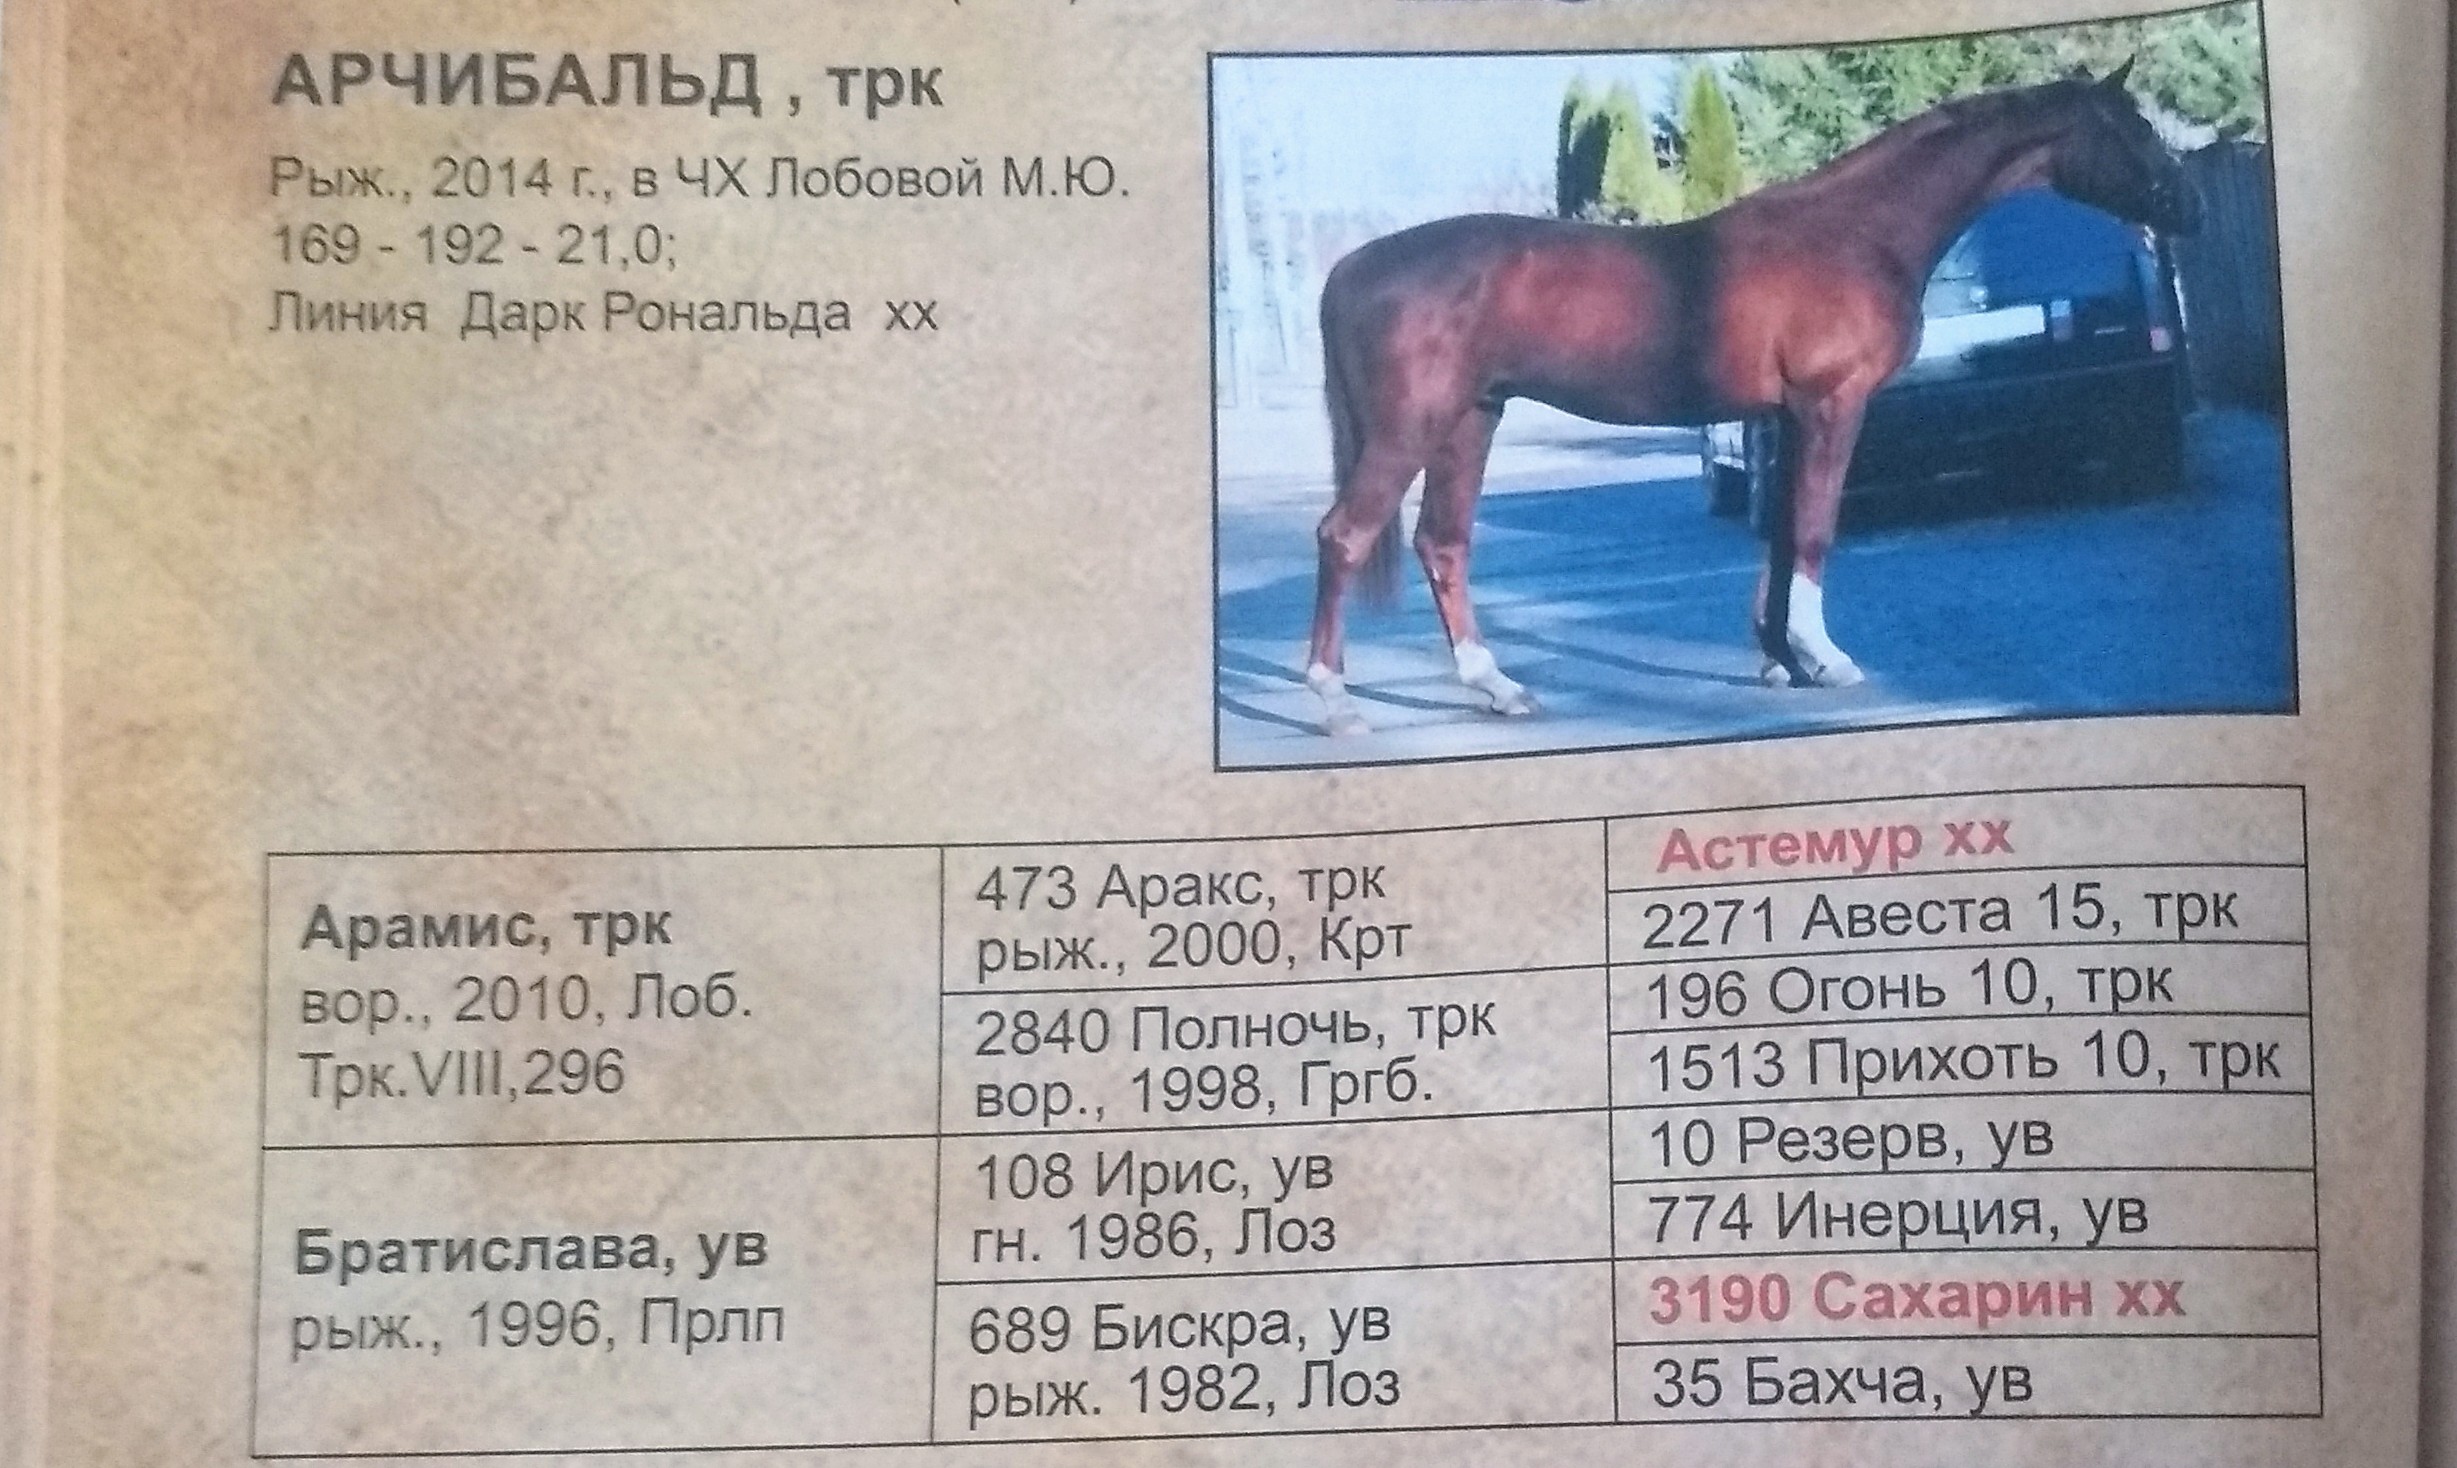 АРЧИБАЛЬД , трк
Рыж., 2014 г., в ЧХ Лобовой М.Ю.
169 - 192 - 21,0;
Линия Дарк Рональда хх
Арамис, трк
вор., 2010, Лоб.
Трк.VIII,296
Братислава, ув
рыж., 1996, Прлп
473 Аракс, трк
рыж., 2000, Крт
2840 Полночь, трк
вор., 1998, Гргб.
108 Ирис, ув
гн. 1986, Лоз
689 Бискра, ув
рыж. 1982, Лоз
Астемур хх
2271 Авеста 15, трк
196 Огонь 10, трк
1513 Прихоть 10, трк
10 Резерв, ув
774 Инерция, ув
3190 Сахарин хх
35 Бахча, ув